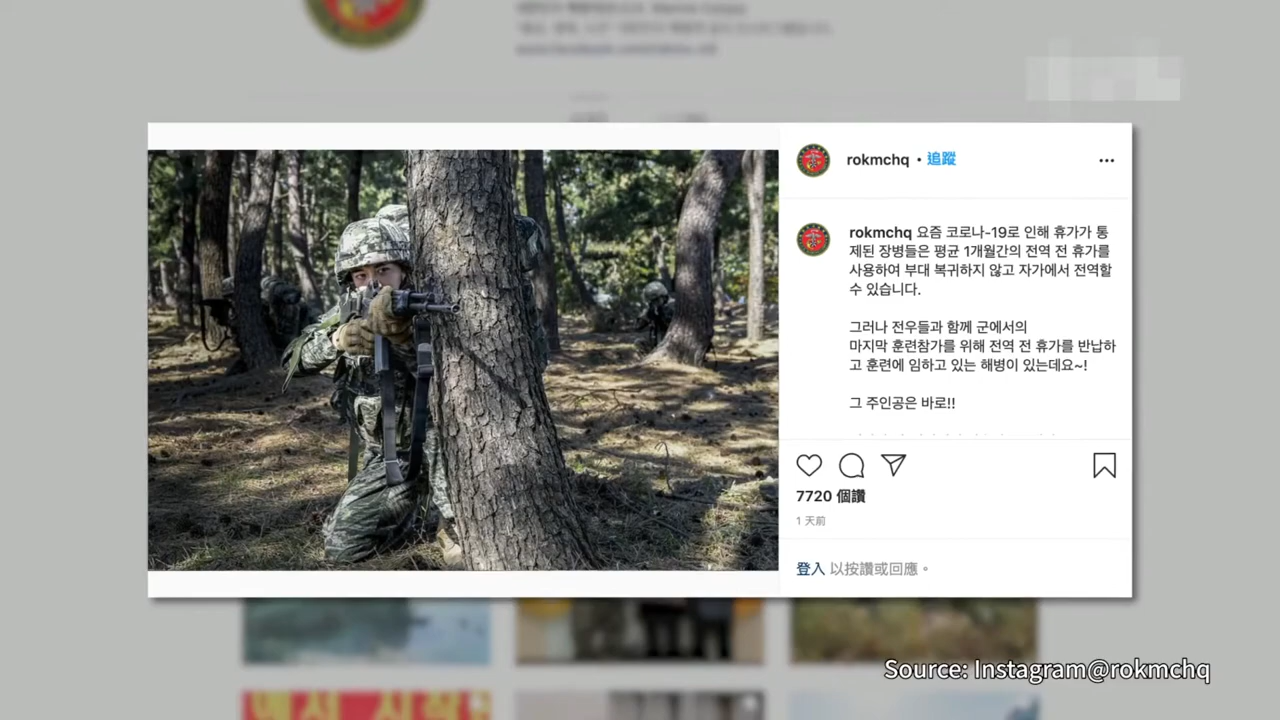 rokmchq • 追蹤
rokmchq 요즘 코로나-19로 인해 휴가가 통
제된 장병들은 평균 1개월간의 전역 전 휴가를
사용하여 부대 복귀하지 않고 자가에서 전역할
수 있습니다.
그러나 전우들과 함께 군에서의
마지막 훈련참가를 위해 전역 전 휴가를 반납하
고 훈련에 임하고 있는 해병이 있는데요~!
그 주인공은 바로!!
7720 個讚
1 天前
登入 以按讚或回應。
Source: Instagram@rokmchq